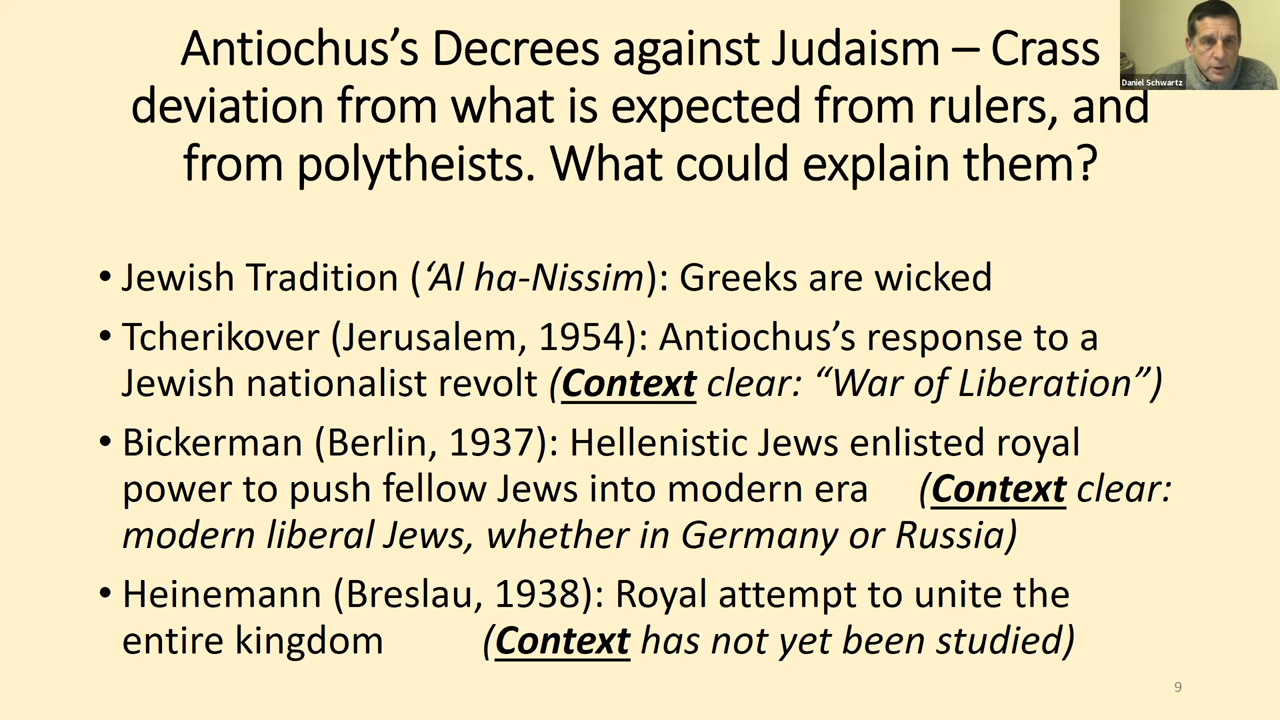 Antiochus’s Decrees against Judaism – Crass
deviation from what is expected from rulers, and
from polytheists. What could explain them?
Daniel Schwartz
• Jewish Tradition (‘Al ha-Nissim): Greeks are wicked
• Tcherikover (Jerusalem, 1954): Antiochus’s response to a
Jewish nationalist revolt (Context clear: “War of Liberation”)
• Bickerman (Berlin, 1937): Hellenistic Jews enlisted royal
power to push fellow Jews into modern era (Context clear:
modern liberal Jews, whether in Germany or Russia)
• Heinemann (Breslau, 1938): Royal attempt to unite the
entire kingdom (Context has not yet been studied)
9